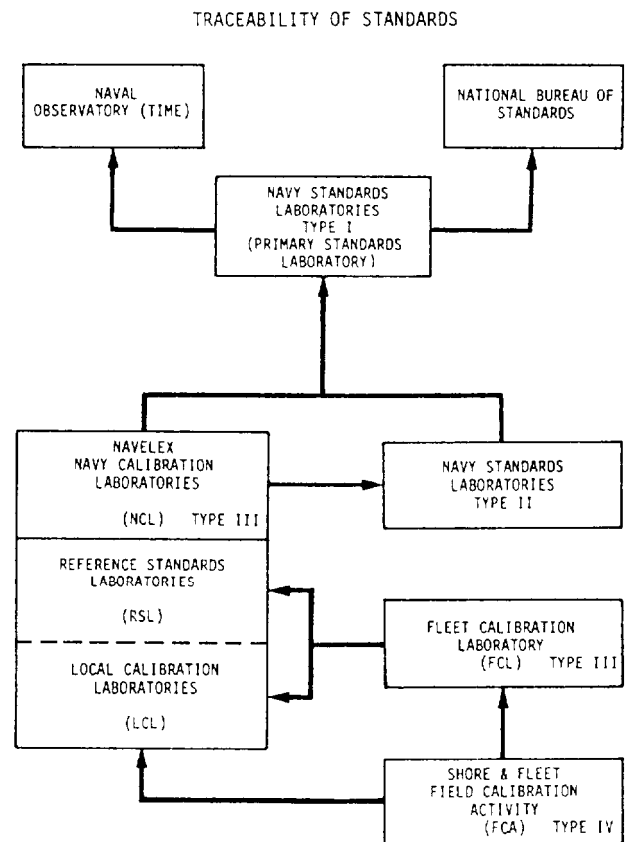 TRACEABILITY OF STANDARDS
NAVAL
OBSERVATORY (TIME)
NATIONAL BUREAU OF
STANDARDS
NAVY STANDARDS
LABORATORIES
TYPE I
(PRIMARY STANDARDS
LABORATORY)
NAVELEX
NAVY CALIBRATION
LABORATORIES
(NCL) TYPE III
NAVY STANDARDS
LABORATORIES
TYPE II
REFERENCE STANDARDS
LABORATORIES
(RSL)
FLEET CALIBRATION
LABORATORY
(FCL) TYPE III
LOCAL CALIBRATION
LABORATORIES
(LCL)
SHORE & FLEET
FIELD CALIBRATION
ACTIVITY
(FCA) TYPE IV